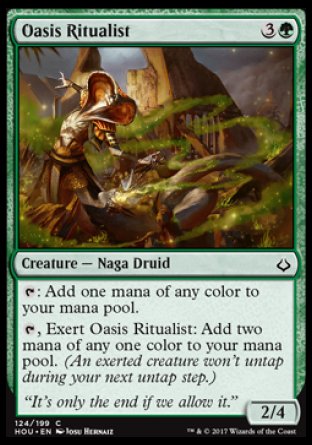 Oasis Ritualist 3
Creature — Naga Druid
: Add one mana of any color to
your mana pool.
, Exert Oasis Ritualist: Add two
mana of any one color to your mana
pool. (An exerted creature won't untap
during your next untap step.)
"It's only the end if we allow it."
2/4
124/199 C
HOU • EN Josu Hernaiz
™ & © 2017 Wizards of the Coast